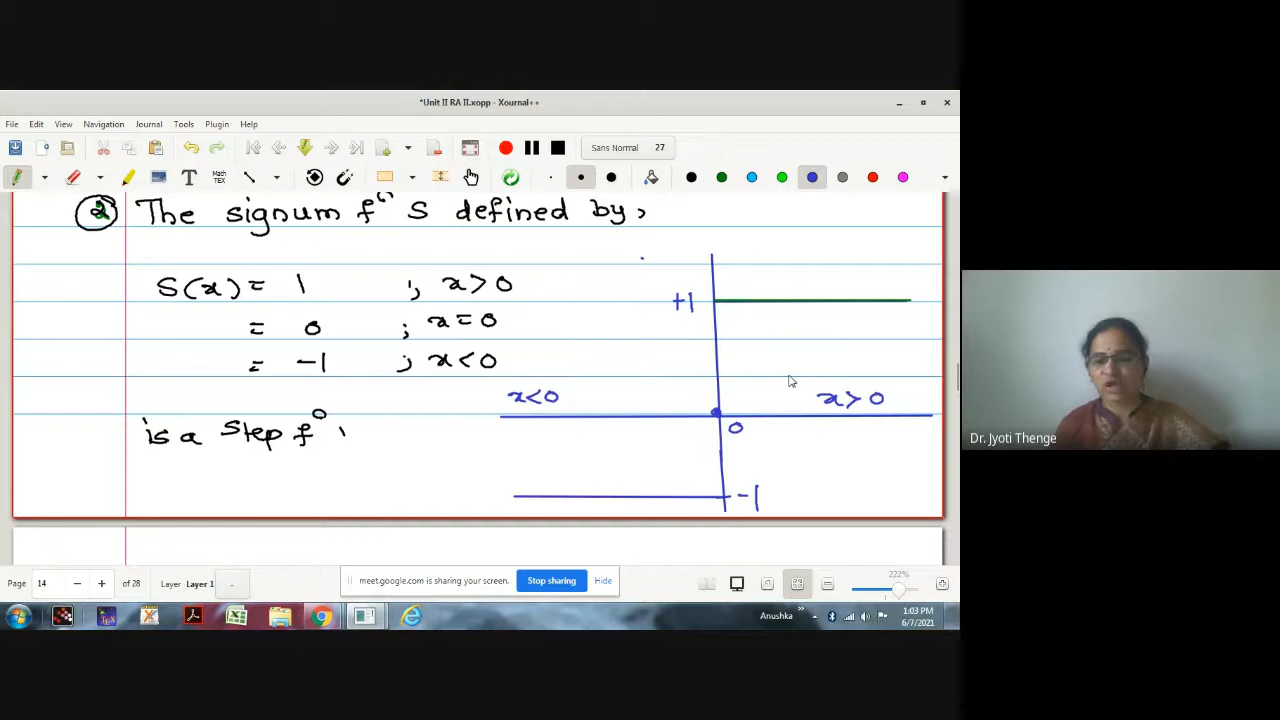 *Unit II RA II.xopp - Xournal++
File Edit View Navigation Journal Tools Plugin Help
Sans Normal 27
T Math TEX
2 The signum fⁿ S defined by,
S(x) = 1 ; x>0
= 0 ; x=0
= -1 ; x<0
is a step fⁿ
+1
x<0 x>0
0
-1
Dr. Jyoti Thenge
Page 14 of 28 Layer Layer 1
meet.google.com is sharing your screen. Stop sharing Hide
222%
Anushka
1:03 PM
6/7/2021